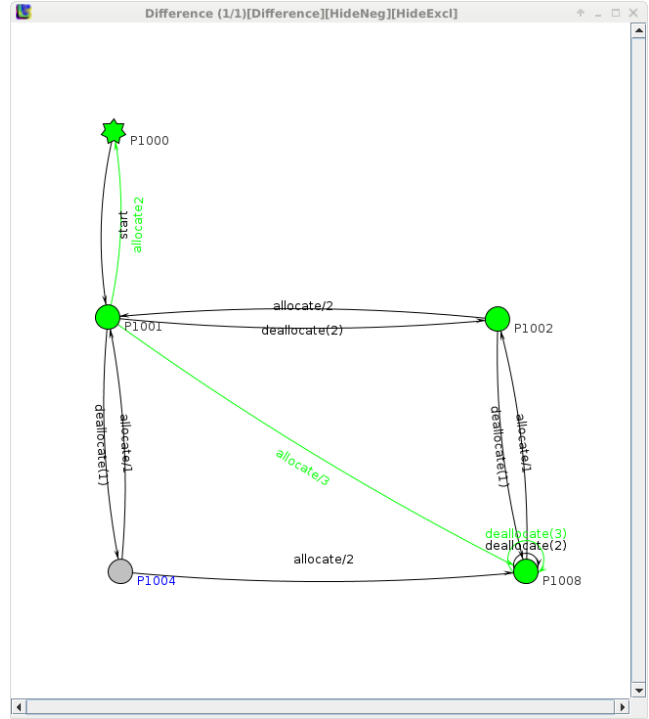 Difference (1/1)[Difference][HideNeg][HideExcl]
P1000
start
allocate2
allocate/2
P1001
deallocate(2)
P1002
deallocate(1)
allocate/1
allocate/3
deallocate(1)
allocate/1
deallocate(3)
deallocate(2)
allocate/2
P1004
P1008